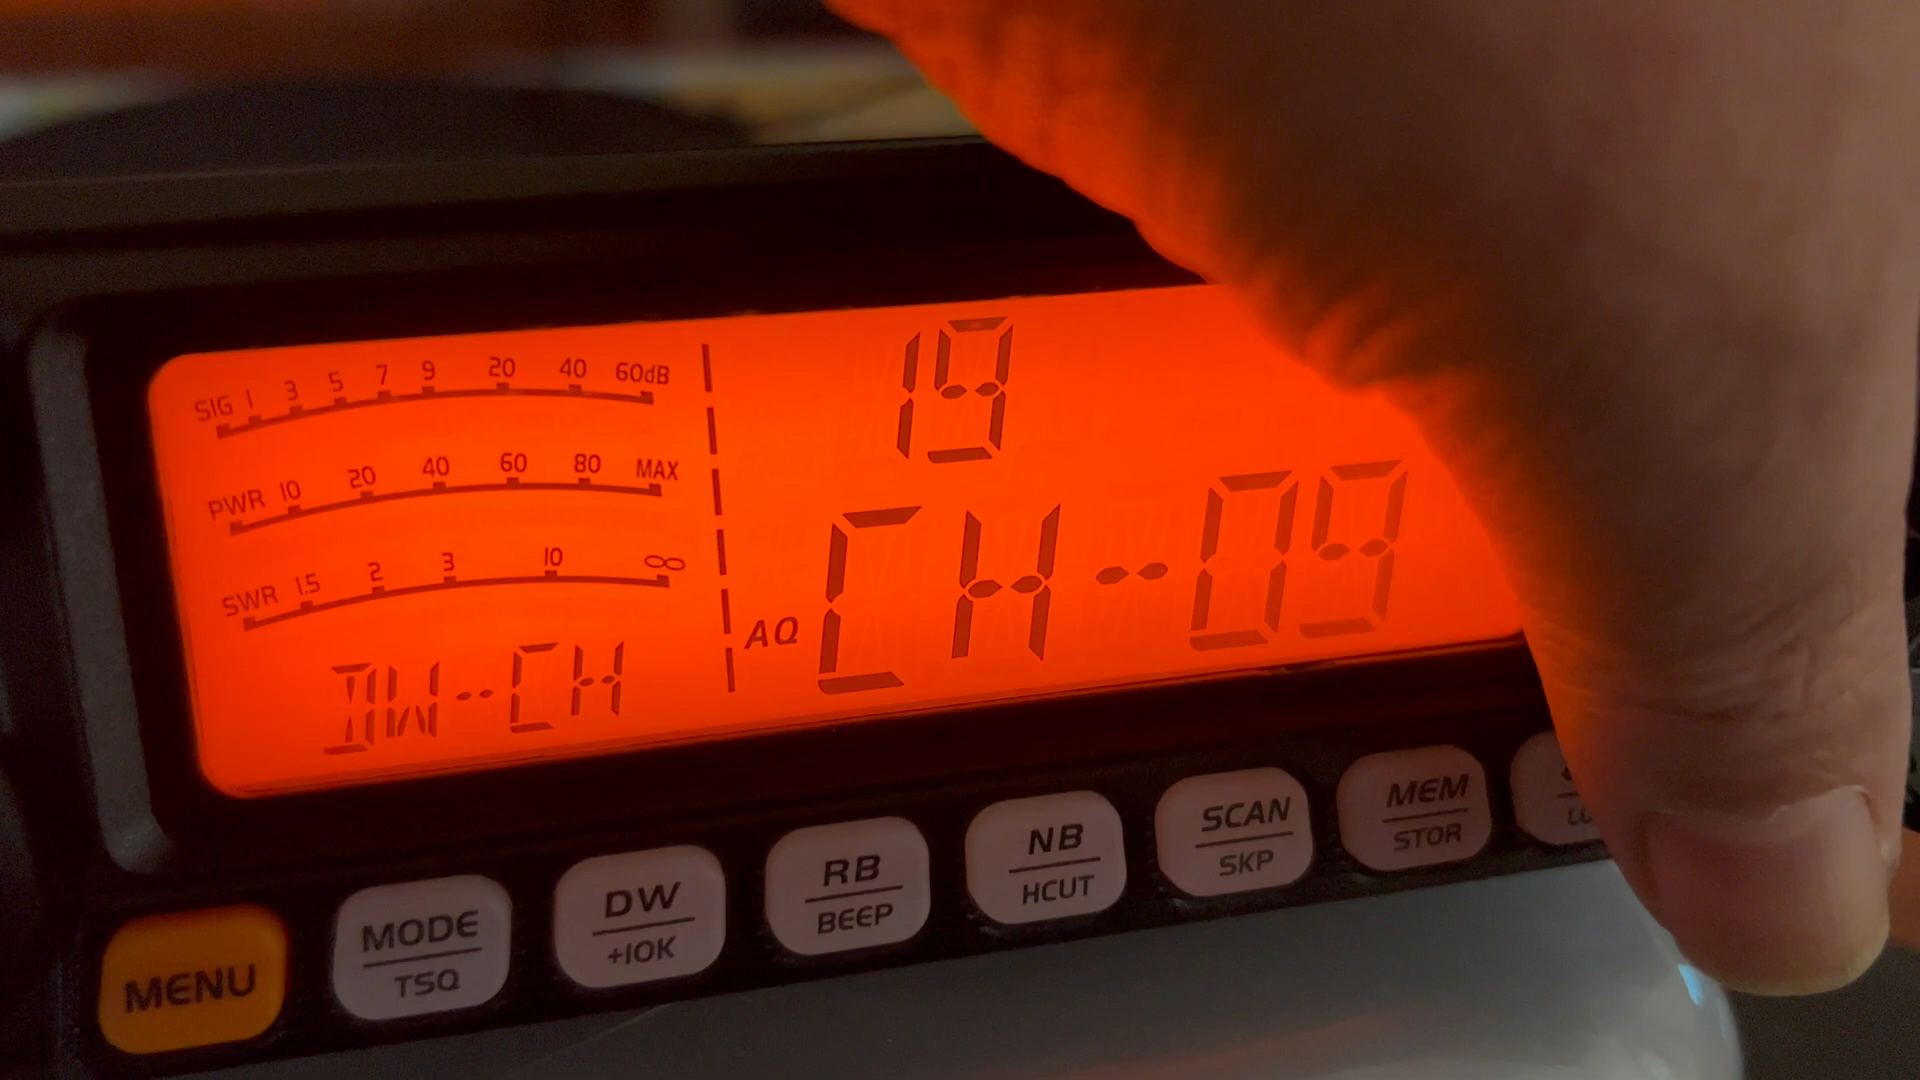 19
SIG 1 3 5 7 9 20 40 60dB
PWR 10 20 40 60 80 MAX
SWR 1.5 2 3 10 ∞
AQ CH-09
DW-CH
MENU
MODE
TSQ
DW
+10K
RB
BEEP
NB
HCUT
SCAN
SKP
MEM
STOR